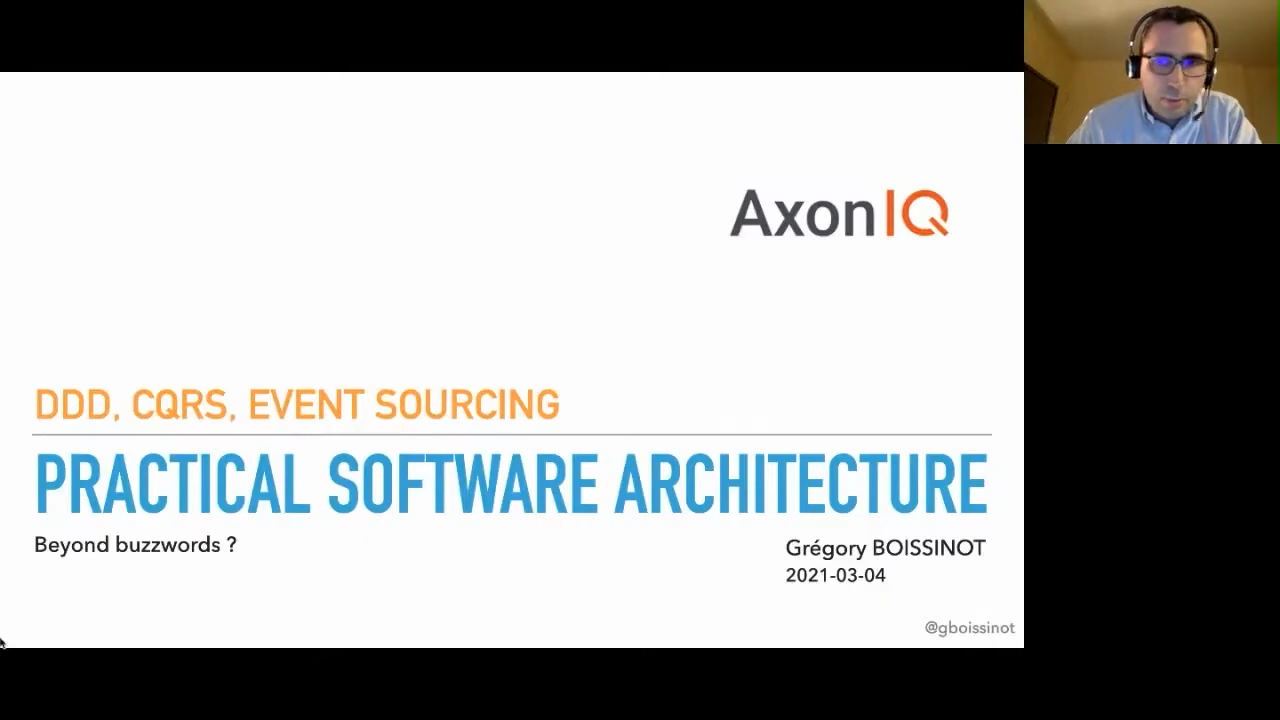 AxonIQ
DDD, CQRS, EVENT SOURCING
PRACTICAL SOFTWARE ARCHITECTURE
Beyond buzzwords ?
Grégory BOISSINOT
2021-03-04
@gboissinot